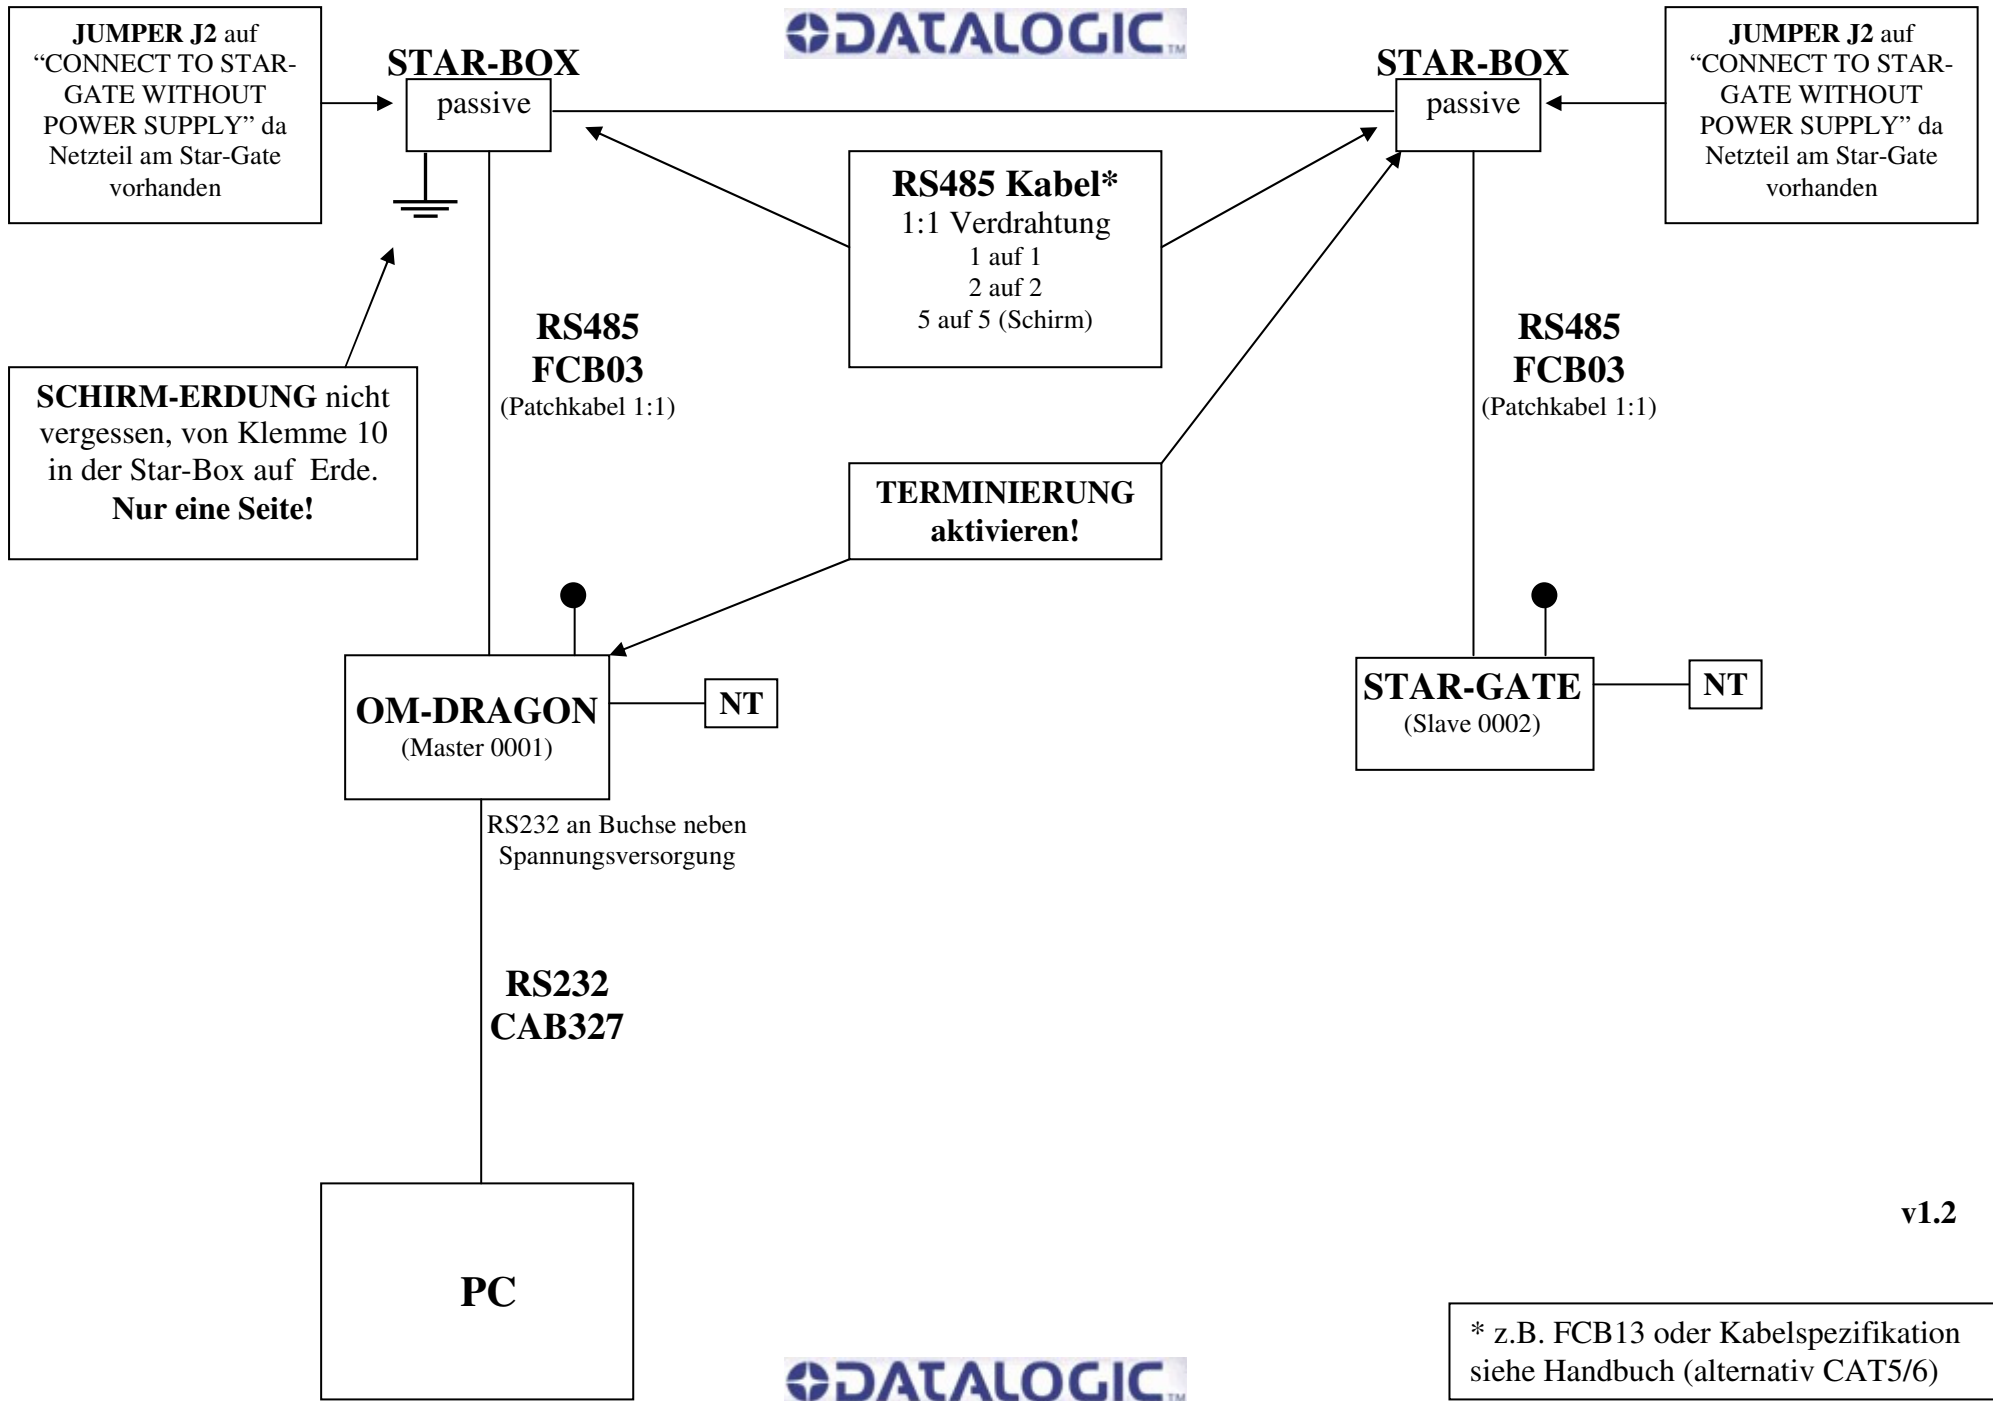 JUMPER J2 auf
“CONNECT TO STAR-
GATE WITHOUT
POWER SUPPLY” da
Netzteil am Star-Gate
vorhanden
DATALOGIC™
STAR-BOX
passive
STAR-BOX
passive
JUMPER J2 auf
“CONNECT TO STAR-
GATE WITHOUT
POWER SUPPLY” da
Netzteil am Star-Gate
vorhanden
RS485 Kabel*
1:1 Verdrahtung
1 auf 1
2 auf 2
5 auf 5 (Schirm)
RS485
FCB03
(Patchkabel 1:1)
RS485
FCB03
(Patchkabel 1:1)
SCHIRM-ERDUNG nicht
vergessen, von Klemme 10
in der Star-Box auf Erde.
Nur eine Seite!
TERMINIERUNG
aktivieren!
OM-DRAGON
(Master 0001)
NT
STAR-GATE
(Slave 0002)
NT
RS232 an Buchse neben
Spannungsversorgung
RS232
CAB327
PC
v1.2
* z.B. FCB13 oder Kabelspezifikation
siehe Handbuch (alternativ CAT5/6)
DATALOGIC™